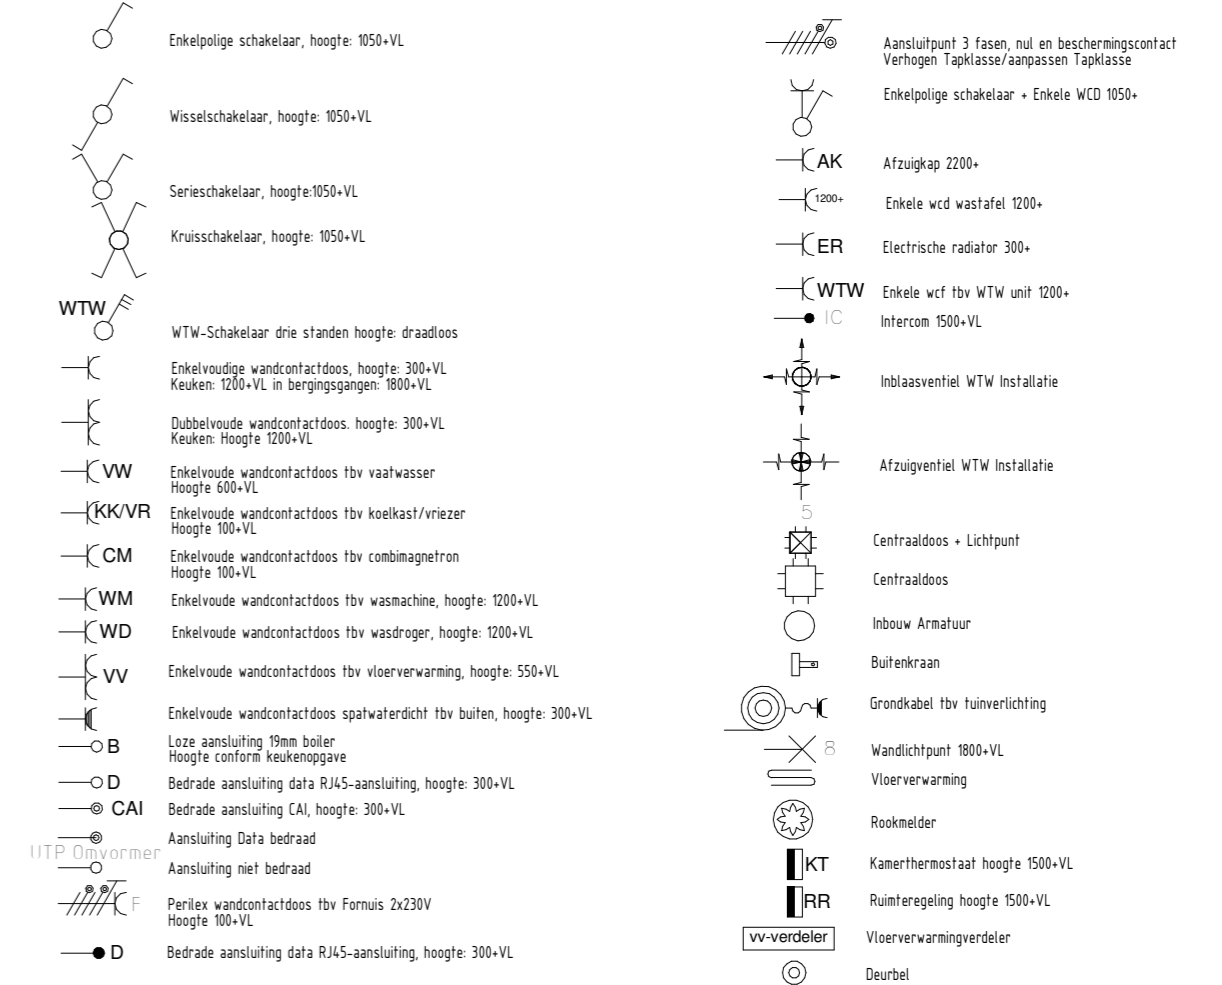 Enkelpolige schakelaar, hoogte: 1050+VL
Wisselschakelaar, hoogte: 1050+VL
Serieschakelaar, hoogte:1050+VL
Kruisschakelaar, hoogte: 1050+VL
WTW
WTW-Schakelaar drie standen hoogte: draadloos
Enkelvoudige wandcontactdoos, hoogte: 300+VL
Keuken: 1200+VL in bergingsgangen: 1800+VL
Dubbelvoude wandcontactdoos. hoogte: 300+VL
Keuken: Hoogte 1200+VL
VW
Enkelvoude wandcontactdoos tbv vaatwasser
Hoogte 600+VL
KK/VR
Enkelvoude wandcontactdoos tbv koelkast/vriezer
Hoogte 100+VL
CM
Enkelvoude wandcontactdoos tbv combimagnetron
Hoogte 100+VL
WM
Enkelvoude wandcontactdoos tbv wasmachine, hoogte: 1200+VL
WD
Enkelvoude wandcontactdoos tbv wasdroger, hoogte: 1200+VL
VV
Enkelvoude wandcontactdoos tbv vloerverwarming, hoogte: 550+VL
Enkelvoude wandcontactdoos spatwaterdicht tbv buiten, hoogte: 300+VL
B
Loze aansluiting 19mm boiler
Hoogte conform keukenopgave
D
Bedrade aansluiting data RJ45-aansluiting, hoogte: 300+VL
CAI
Bedrade aansluiting CAI, hoogte: 300+VL
Aansluiting Data bedraad
UTP Omvormer
Aansluiting niet bedraad
F
Perilex wandcontactdoos tbv Fornuis 2x230V
Hoogte 100+VL
D
Bedrade aansluiting data RJ45-aansluiting, hoogte: 300+VL
Aansluitpunt 3 fasen, nul en beschermingscontact
Verhogen Tapklasse/aanpassen Tapklasse
Enkelpolige schakelaar + Enkele WCD 1050+
AK
Afzuigkap 2200+
1200+
Enkele wcd wastafel 1200+
ER
Electrische radiator 300+
WTW
Enkele wcf tbv WTW unit 1200+
IC
Intercom 1500+VL
Inblaasventiel WTW Installatie
Afzuigventiel WTW Installatie
5
Centraaldoos + Lichtpunt
Centraaldoos
Inbouw Armatuur
Buitenkraan
Grondkabel tbv tuinverlichting
8
Wandlichtpunt 1800+VL
Vloerverwarming
Rookmelder
KT
Kamerthermostaat hoogte 1500+VL
RR
Ruimteregeling hoogte 1500+VL
vv-verdeler
Vloerverwarmingverdeler
Deurbel